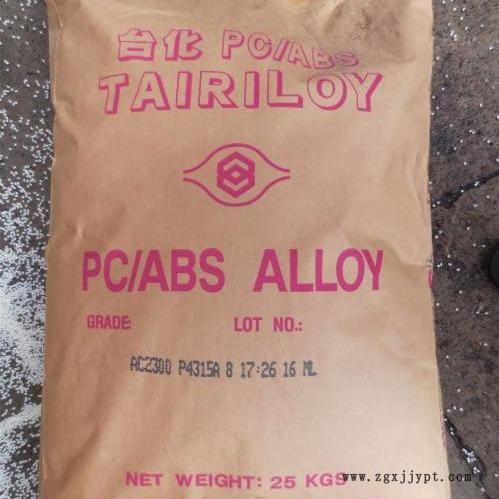 台化 PC/ABS
TAIRILOY
PC/ABS ALLOY
GRADE: LOT NO.:
AC2300 P4315A 8 17:26 16 ML
NET WEIGHT: 25 KGS
www.zgxjjypt.com